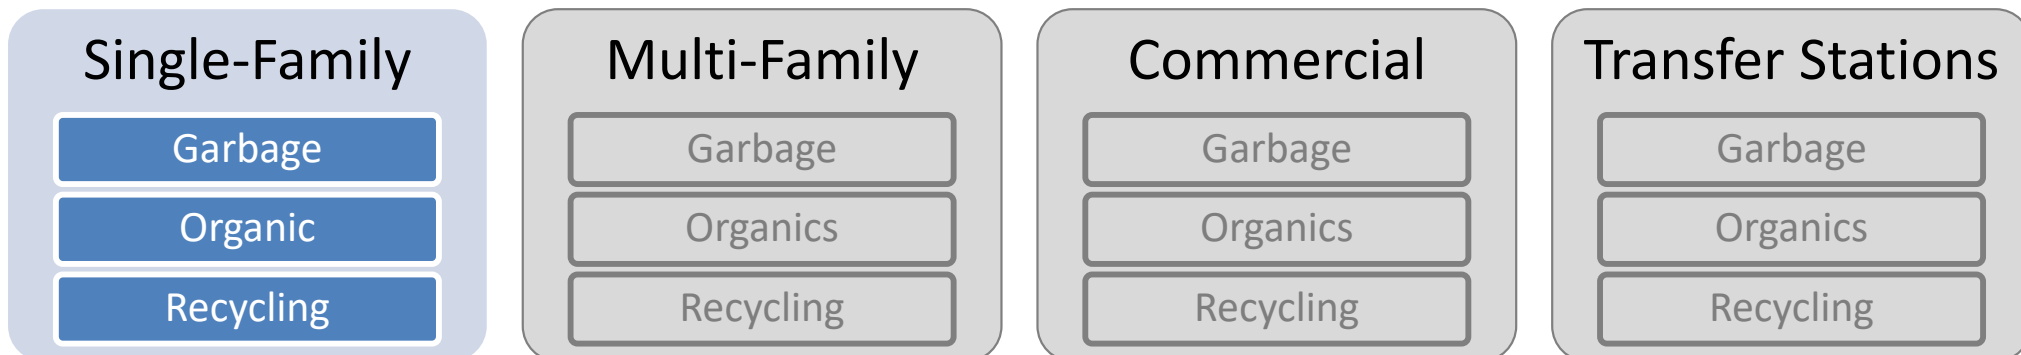 Single-Family
Garbage
Organic
Recycling
Multi-Family
Garbage
Organics
Recycling
Commercial
Garbage
Organics
Recycling
Transfer Stations
Garbage
Organics
Recycling